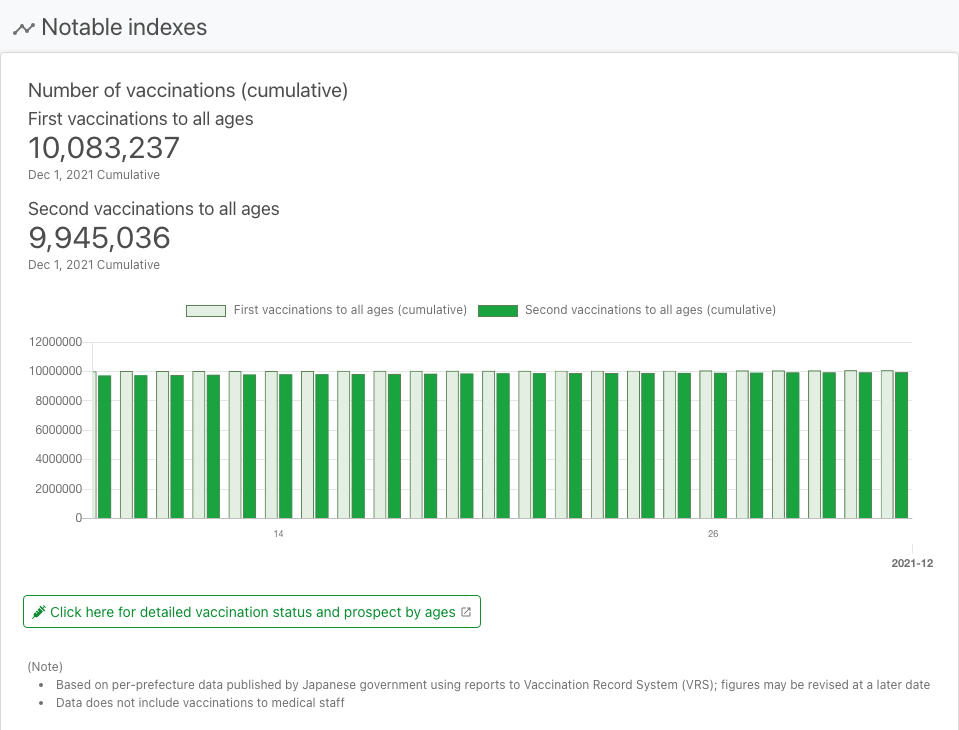 Notable indexes
Number of vaccinations (cumulative)
First vaccinations to all ages
10,083,237
Dec 1, 2021 Cumulative
Second vaccinations to all ages
9,945,036
Dec 1, 2021 Cumulative
First vaccinations to all ages (cumulative) Second vaccinations to all ages (cumulative)
12000000
10000000
8000000
6000000
4000000
2000000
0
14 26
2021-12
Click here for detailed vaccination status and prospect by ages
(Note)
• Based on per-prefecture data published by Japanese government using reports to Vaccination Record System (VRS); figures may be revised at a later date
• Data does not include vaccinations to medical staff